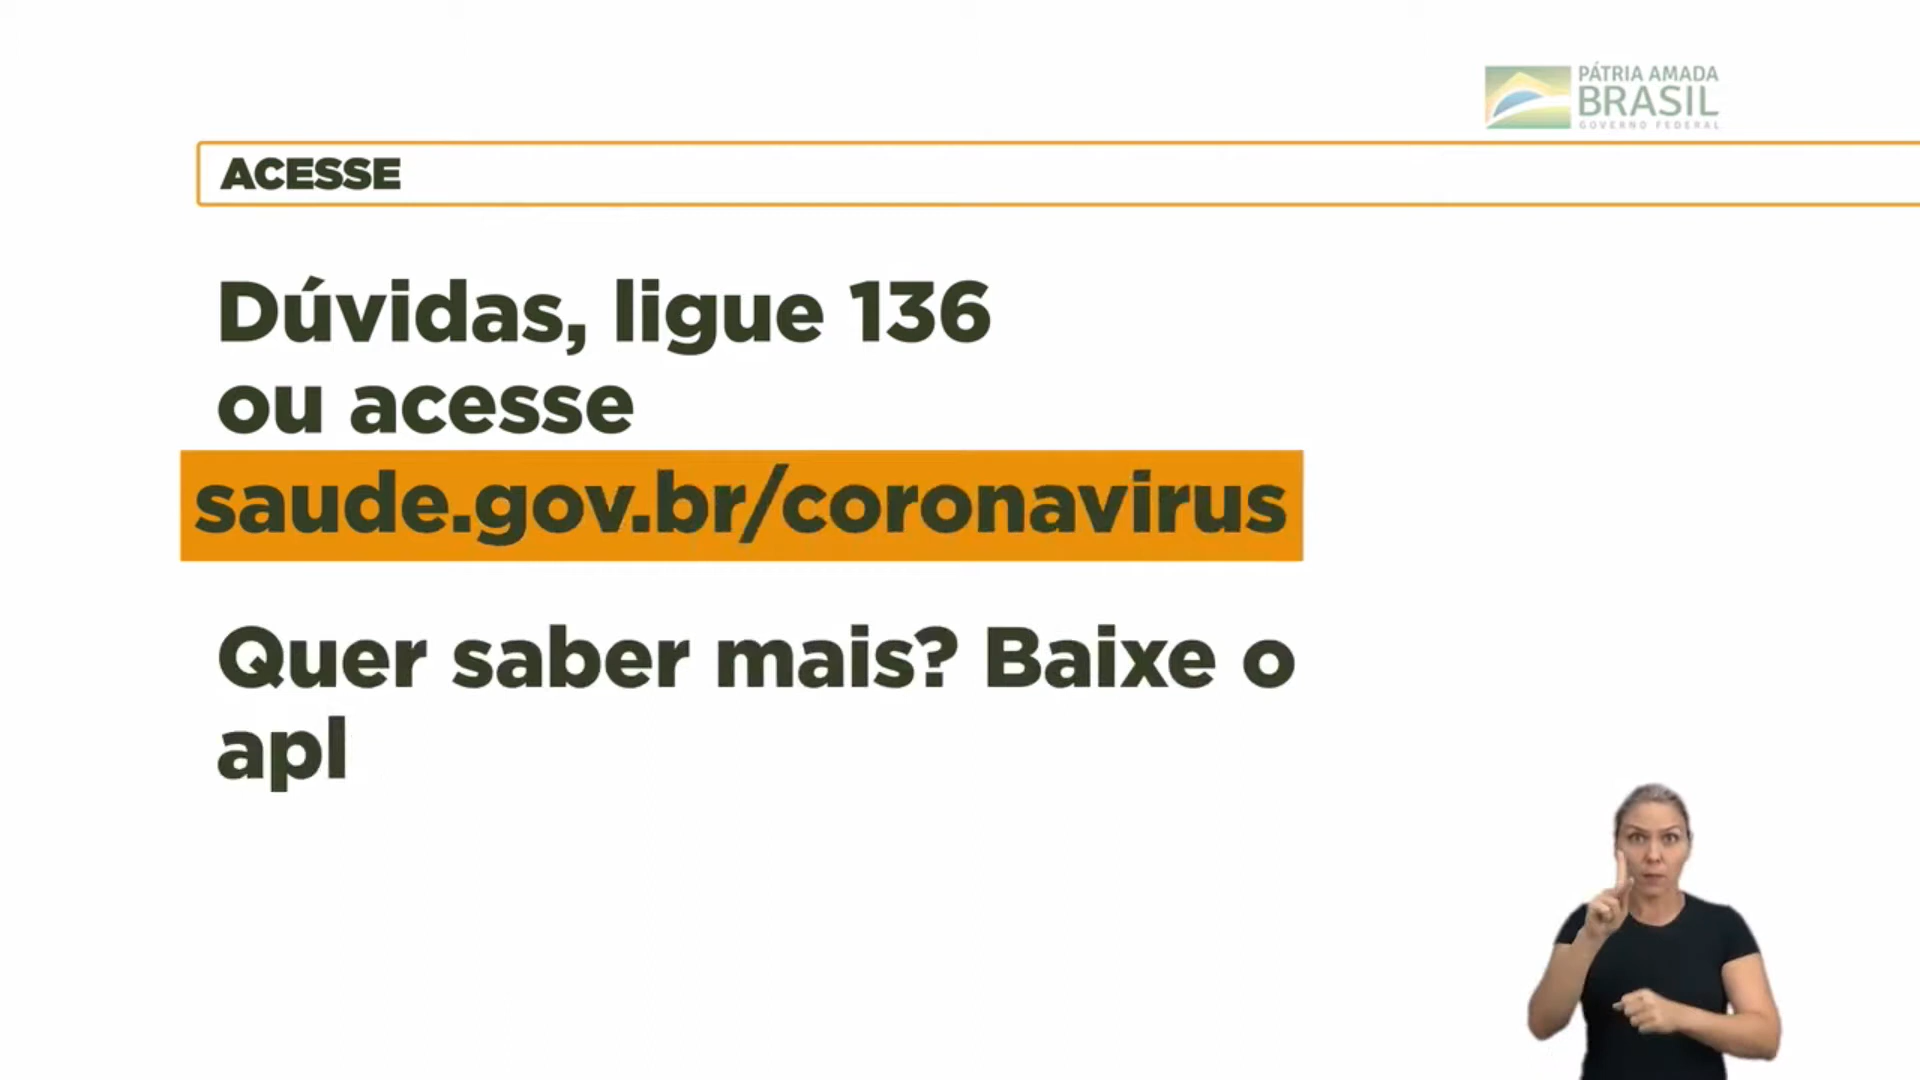 PÁTRIA AMADA
BRASIL
GOVERNO FEDERAL
ACESSE
Dúvidas, ligue 136
ou acesse
saude.gov.br/coronavirus
Quer saber mais? Baixe o
apl